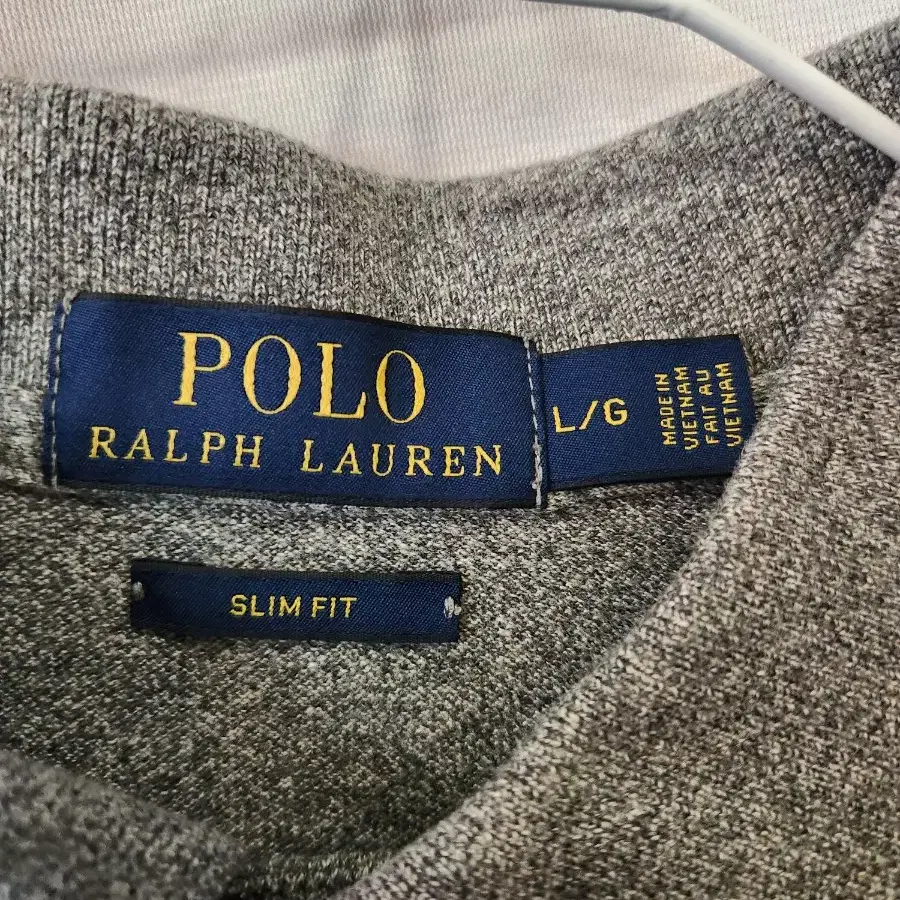 POLO
RALPH LAUREN
L/G
MADE IN
VIETNAM
FAIT AU
VIETNAM
SLIM FIT